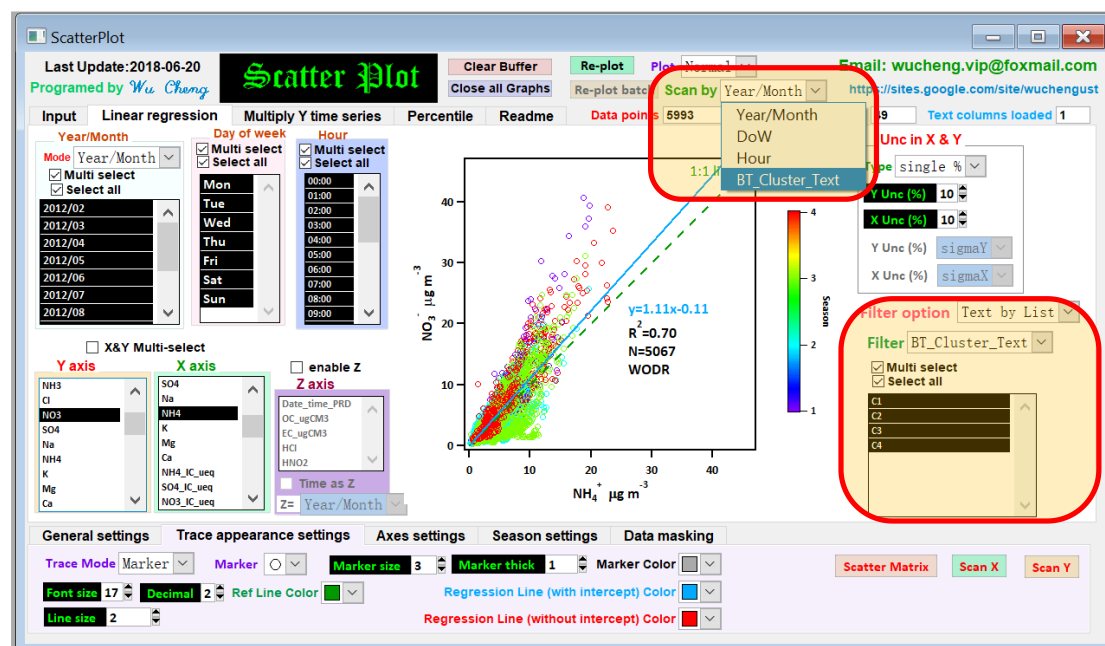 ScatterPlot
Last Update:2018-06-20
Programed by Wu Cheng
Scatter Plot
Clear Buffer
Close all Graphs
Re-plot
Re-plot batch
Plot Normal
Scan by Year/Month
Year/Month
DoW
Hour
BT_Cluster_Text
Email: wucheng.vip@foxmail.com
https://sites.google.com/site/wuchengust
Input Linear regression Multiply Y time series Percentile Readme
Data points 5993
49 Text columns loaded 1
Year/Month
Mode Year/Month
Multi select
Select all
2012/02
2012/03
2012/04
2012/05
2012/06
2012/07
2012/08
Day of week
Multi select
Select all
Mon
Tue
Wed
Thu
Fri
Sat
Sun
Hour
Multi select
Select all
00:00
01:00
02:00
03:00
04:00
05:00
06:00
07:00
08:00
09:00
X&Y Multi-select
Y axis
NH3
Cl
NO3
SO4
Na
NH4
K
Mg
Ca
X axis
SO4
Na
NH4
K
Mg
Ca
NH4_IC_ueq
SO4_IC_ueq
NO3_IC_ueq
enable Z
Z axis
Date_time_PRD
OC_ugCM3
EC_ugCM3
HCl
HNO2
Time as Z
Z= Year/Month
NO3- μg m-3
40
30
20
10
0
0 10 20 30 40
NH4+ μg m-3
1:1 li
y=1.11x-0.11
R2=0.70
N=5067
WODR
4
3
2
1
Season
Unc in X & Y
Type single %
Y Unc (%) 10
X Unc (%) 10
Y Unc (%) sigmaY
X Unc (%) sigmaX
Filter option Text by List
Filter BT_Cluster_Text
Multi select
Select all
C1
C2
C3
C4
General settings Trace appearance settings Axes settings Season settings Data masking
Trace Mode Marker Marker Marker size 3 Marker thick 1 Marker Color
Font size 17 Decimal 2 Ref Line Color Regression Line (with intercept) Color
Line size 2 Regression Line (without intercept) Color
Scatter Matrix Scan X Scan Y